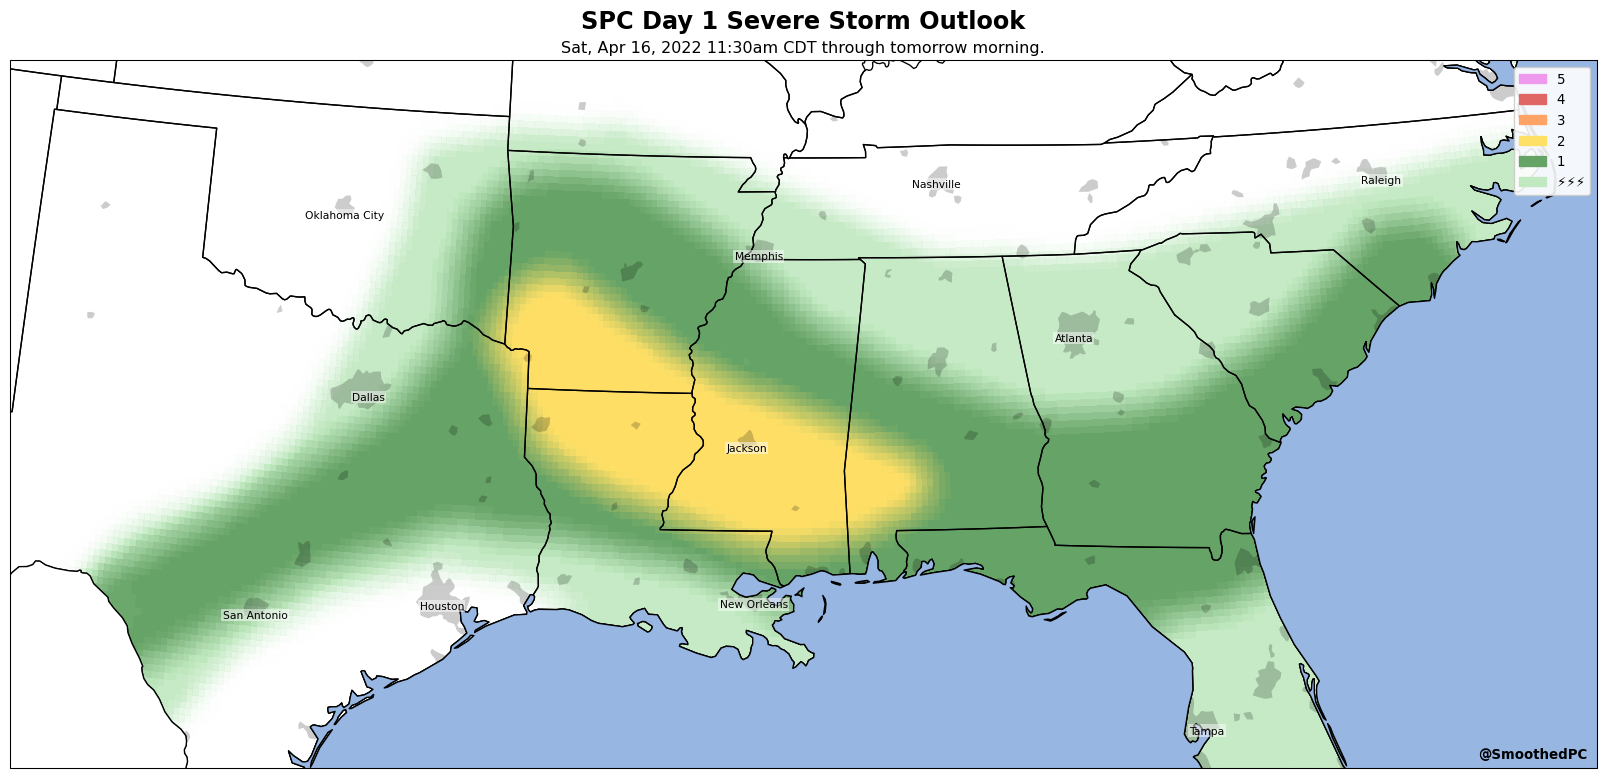 SPC Day 1 Severe Storm Outlook
Sat, Apr 16, 2022 11:30am CDT through tomorrow morning.
5
4
3
2
1
⚡⚡⚡
Raleigh
Nashville
Oklahoma City
Memphis
Atlanta
Dallas
Jackson
New Orleans
Houston
San Antonio
Tampa
@SmoothedPC